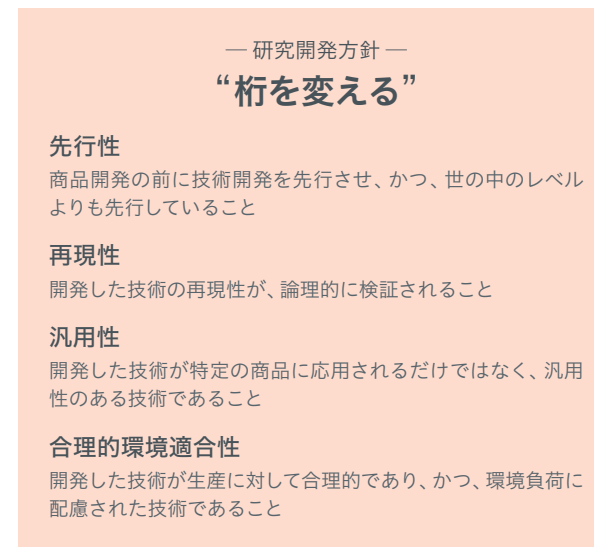 — 研究開発方針 —
“桁を変える”
先行性
商品開発の前に技術開発を先行させ、かつ、世の中のレベル
よりも先行していること
再現性
開発した技術の再現性が、論理的に検証されること
汎用性
開発した技術が特定の商品に応用されるだけではなく、汎用
性のある技術であること
合理的環境適合性
開発した技術が生産に対して合理的であり、かつ、環境負荷に
配慮された技術であること